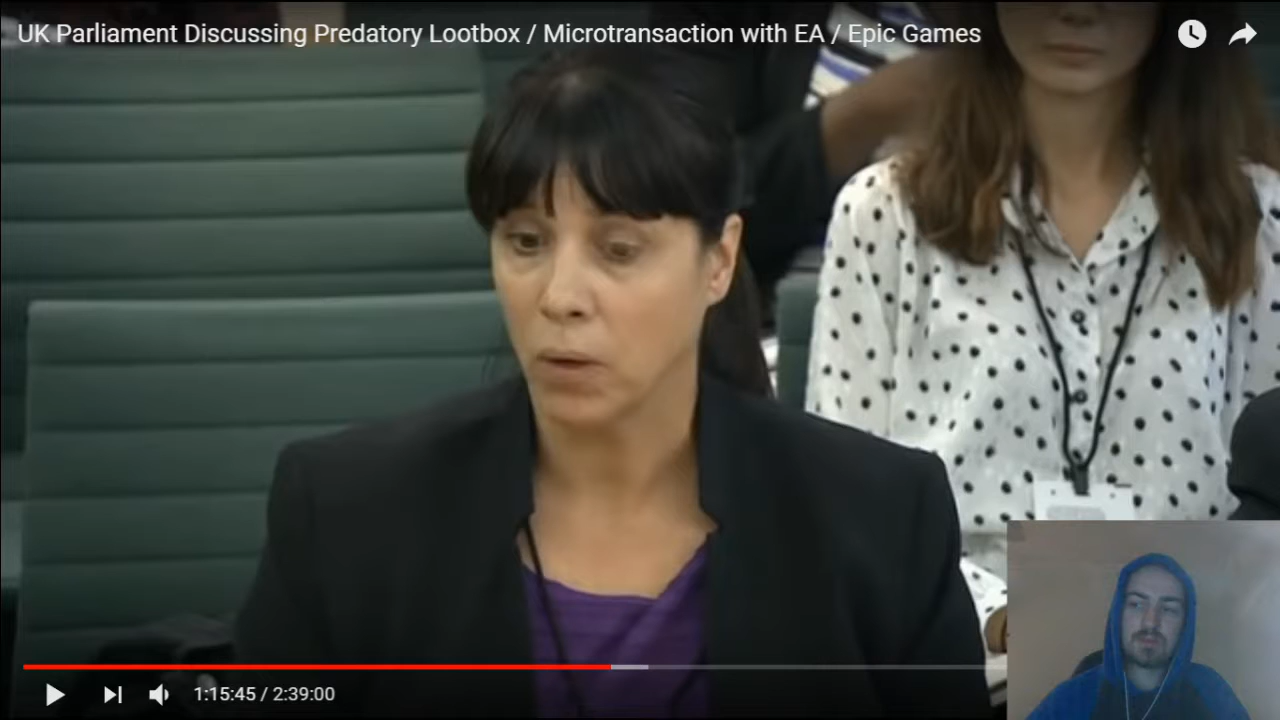 UK Parliament Discussing Predatory Lootbox / Microtransaction with EA / Epic Games
1:15:45 / 2:39:00